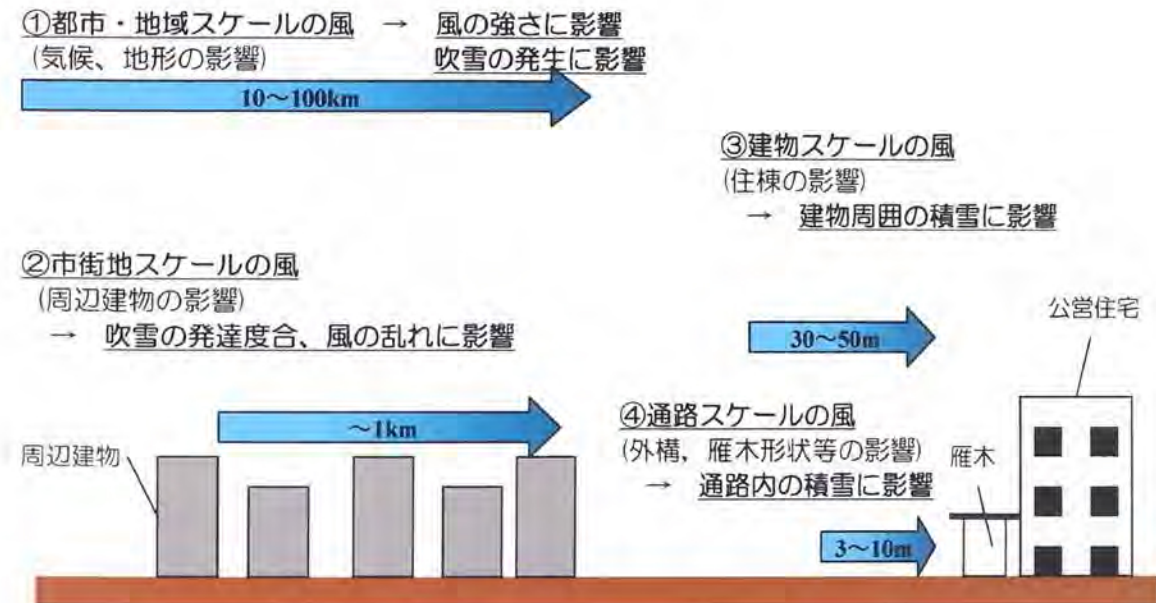 ①都市・地域スケールの風 → 風の強さに影響
(気候、地形の影響) 吹雪の発生に影響
10～100km
③建物スケールの風
(住棟の影響)
→ 建物周囲の積雪に影響
②市街地スケールの風
(周辺建物の影響)
→ 吹雪の発達度合、風の乱れに影響
公営住宅
30～50m
④通路スケールの風
(外構、雁木形状等の影響)
→ 通路内の積雪に影響
～1km
周辺建物
雁木
3～10m